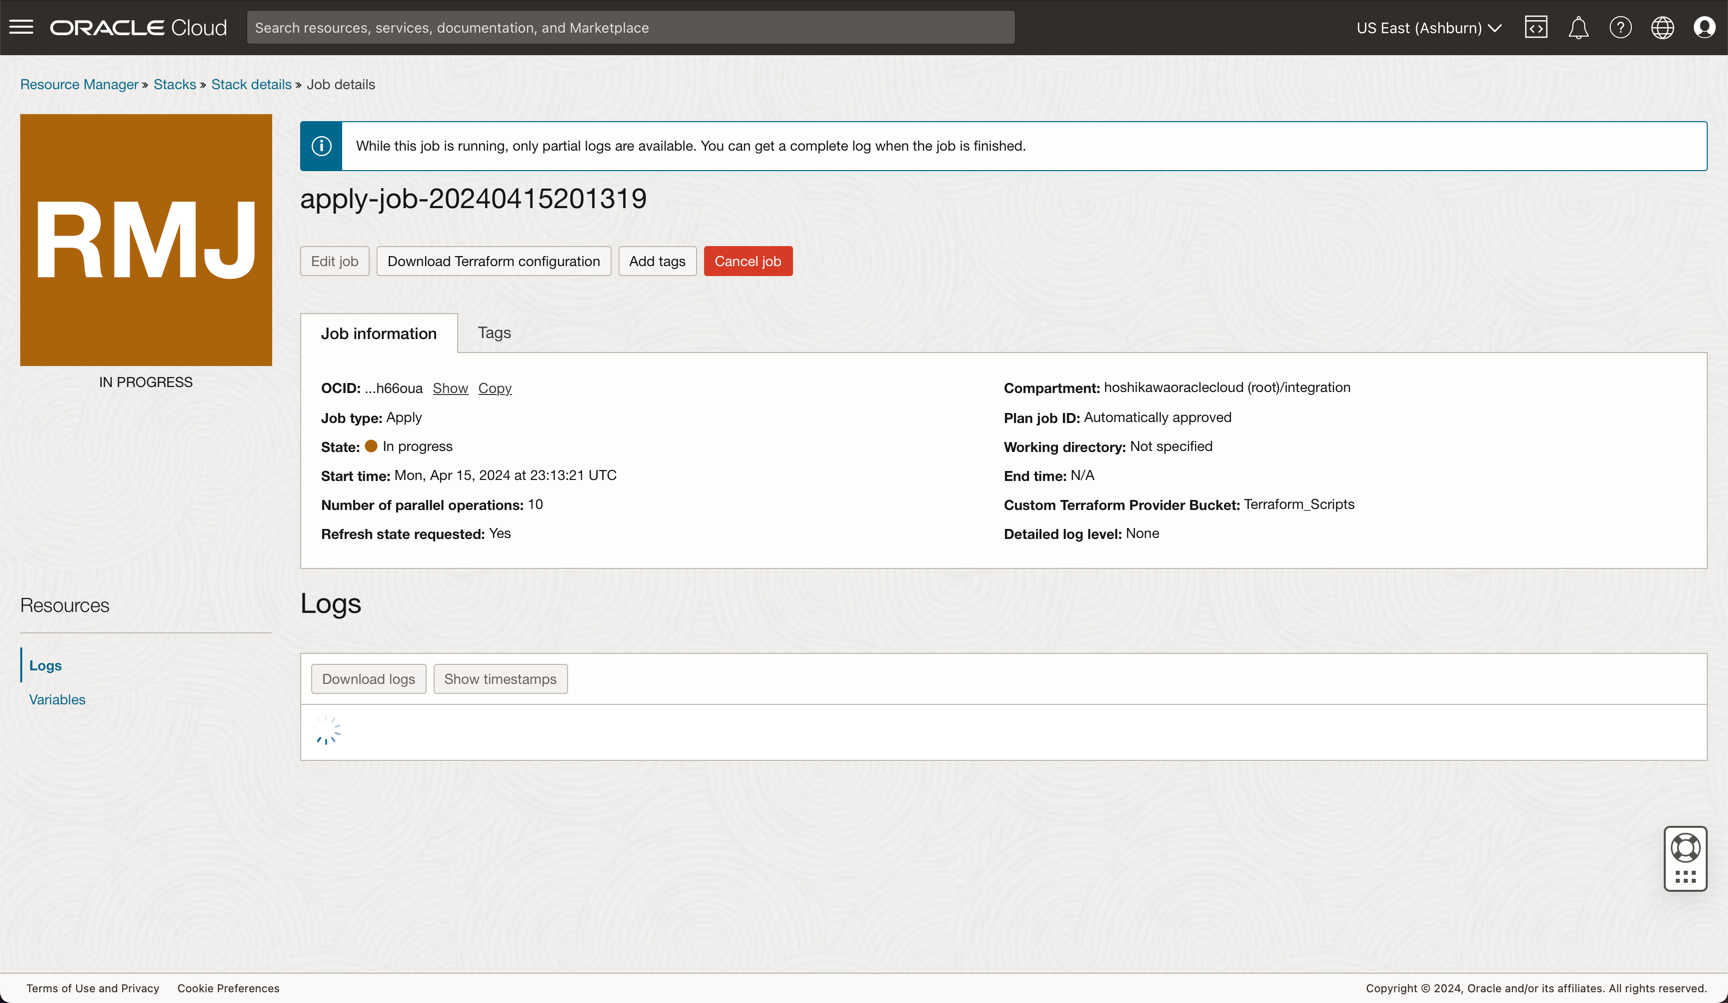 ORACLE Cloud
Search resources, services, documentation, and Marketplace
US East (Ashburn)
Resource Manager » Stacks » Stack details » Job details
RMJ
IN PROGRESS
While this job is running, only partial logs are available. You can get a complete log when the job is finished.
apply-job-20240415201319
Edit job
Download Terraform configuration
Add tags
Cancel job
Job information
Tags
OCID: ...h66oua Show Copy
Job type: Apply
State: In progress
Start time: Mon, Apr 15, 2024 at 23:13:21 UTC
Number of parallel operations: 10
Refresh state requested: Yes
Compartment: hoshikawaoraclecloud (root)/integration
Plan job ID: Automatically approved
Working directory: Not specified
End time: N/A
Custom Terraform Provider Bucket: Terraform_Scripts
Detailed log level: None
Resources
Logs
Variables
Logs
Download logs
Show timestamps
Terms of Use and Privacy
Cookie Preferences
Copyright © 2024, Oracle and/or its affiliates. All rights reserved.